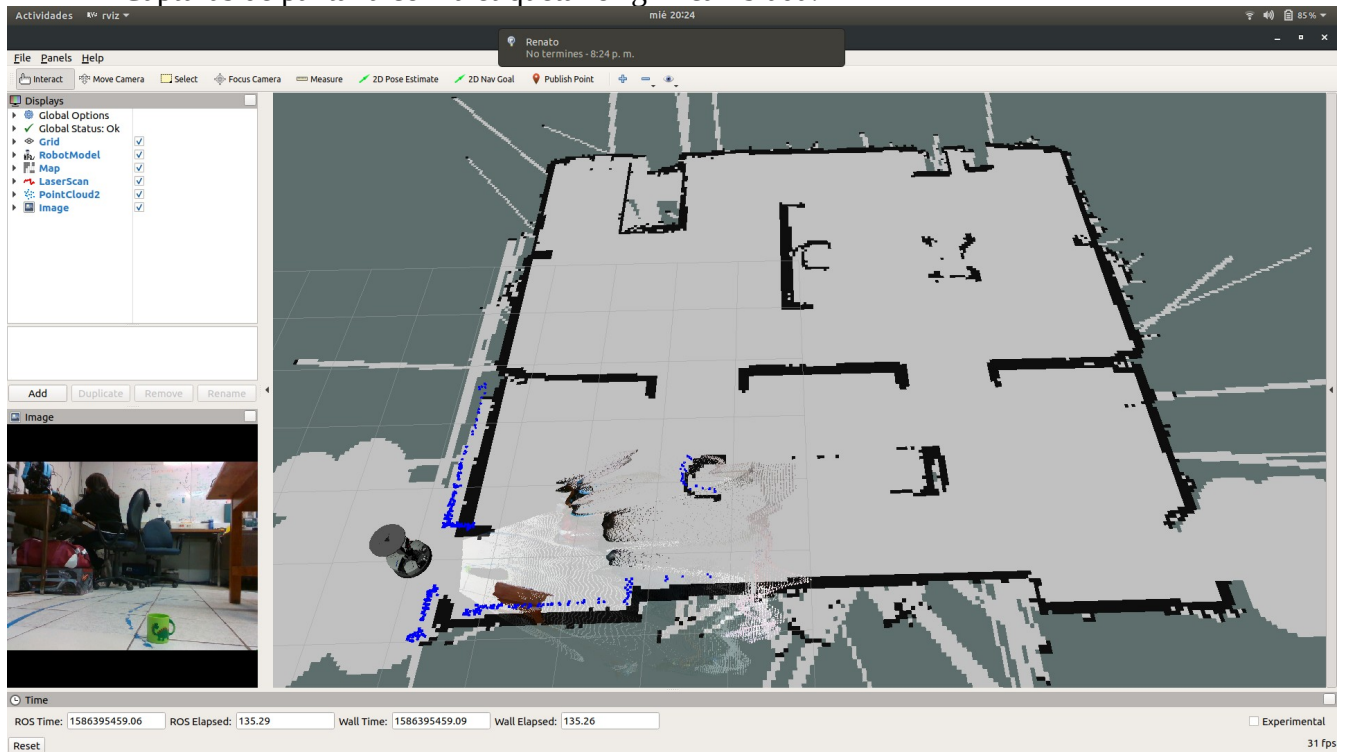 Actividades rviz mié 20:24 85 %
Renato
No termines - 8:24 p. m.
File Panels Help
Interact Move Camera Select Focus Camera Measure 2D Pose Estimate 2D Nav Goal Publish Point
Displays
Global Options
Global Status: Ok
Grid
RobotModel
Map
LaserScan
PointCloud2
Image
Add Duplicate Remove Rename
Image
Time
ROS Time: 1586395459.06 ROS Elapsed: 135.29 Wall Time: 1586395459.09 Wall Elapsed: 135.26 Experimental
Reset 31 fps